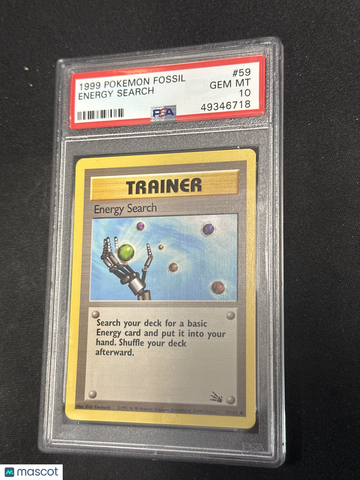 1999 POKEMON FOSSIL #59
ENERGY SEARCH GEM MT
10
PSA 49346718
TRAINER
Energy Search
Search your deck for a basic
Energy card and put it into your
hand. Shuffle your deck
afterward.
mascot